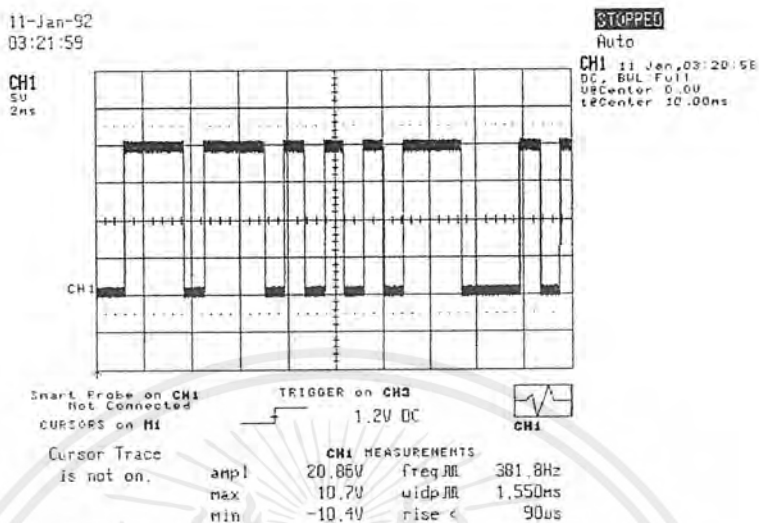 11-Jan-92
03:21:59
STOPPED
Auto
CH1
5V
2ms
CH1 11 Jan,03:20:58
DC, BWL:Full
V@Center 0.0V
t@Center 10.00ms
CH1
Smart Probe on CH1
Not Connected
CURSORS on M1
TRIGGER on CH3
1.2V DC
CH1
Cursor Trace
is not on.
CH1 MEASUREMENTS
ampl 20.86V freq 381.8Hz
max 10.7V widp 1.550ms
min -10.4V rise < 90us